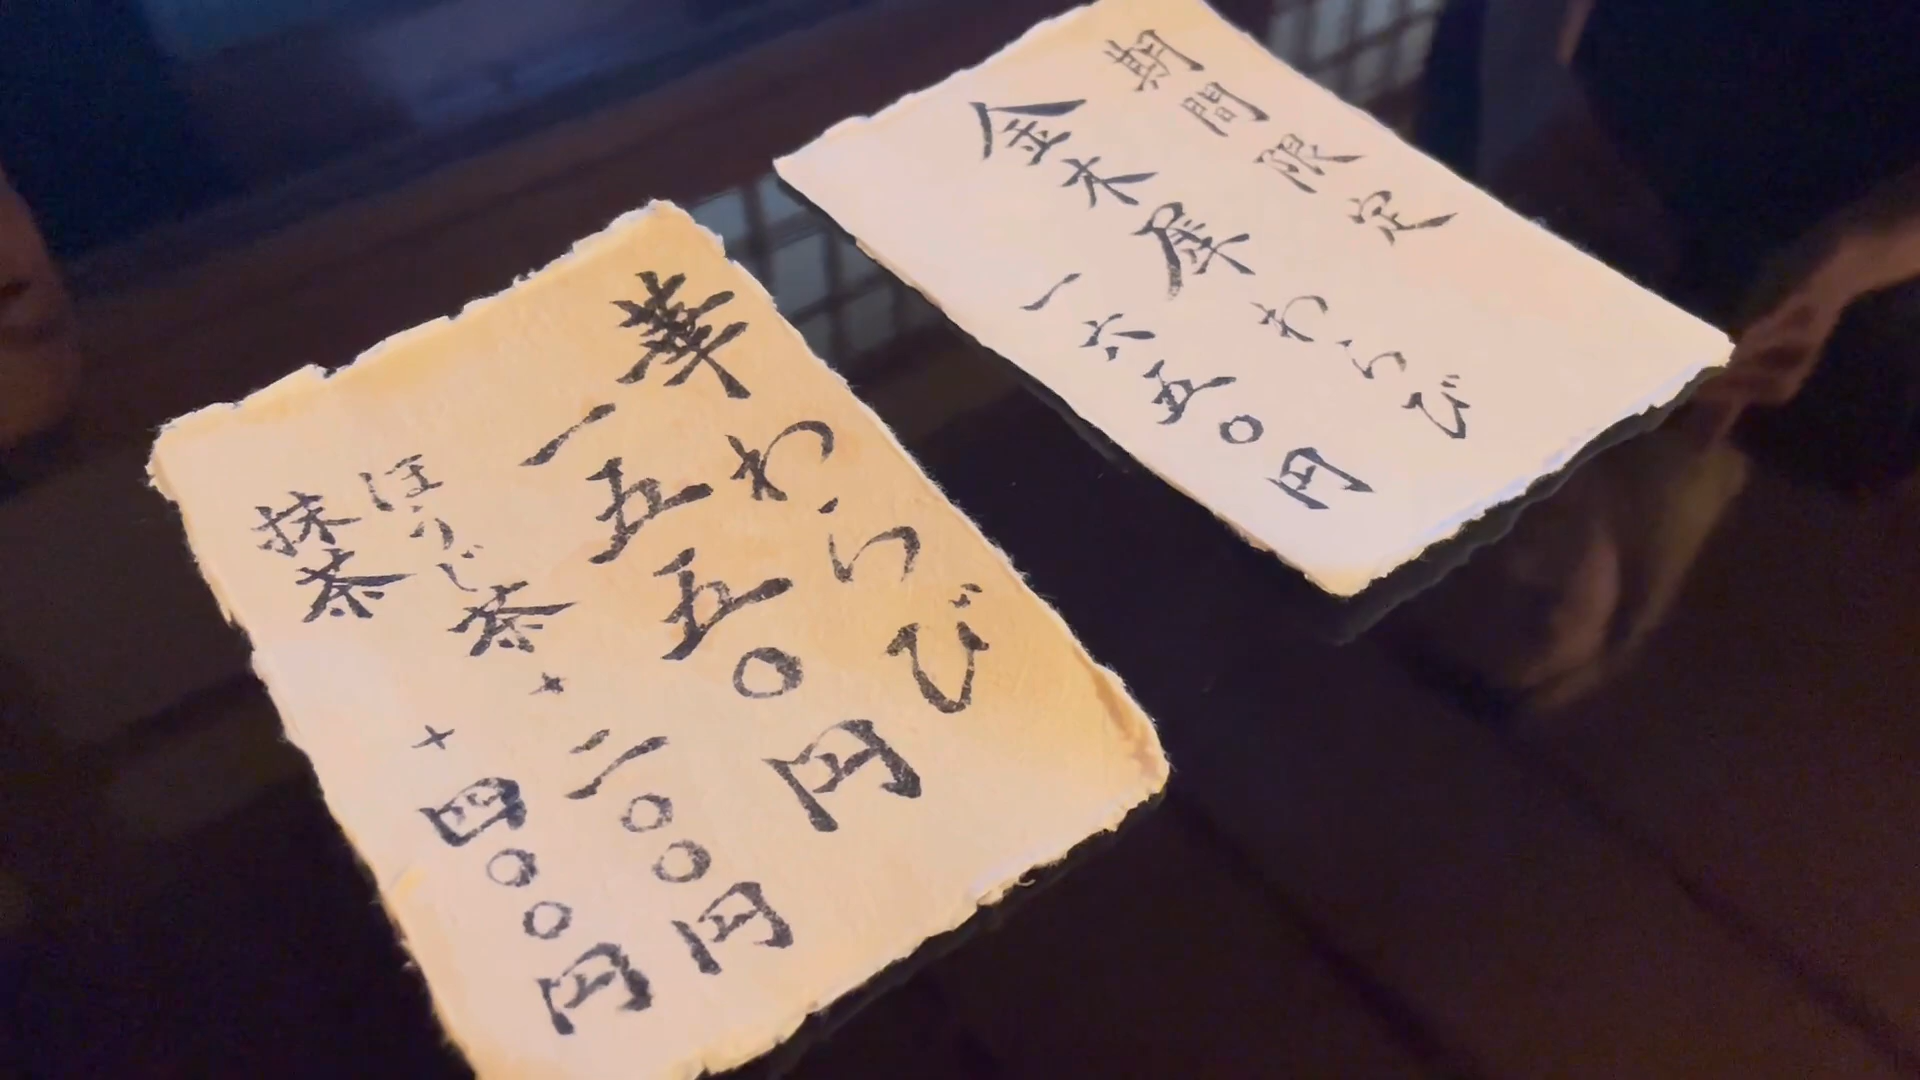 華わらび
一五五〇円
ほうじ茶+二〇〇円
抹茶+四〇〇円
期間限定
金木犀わらび
一六五〇円